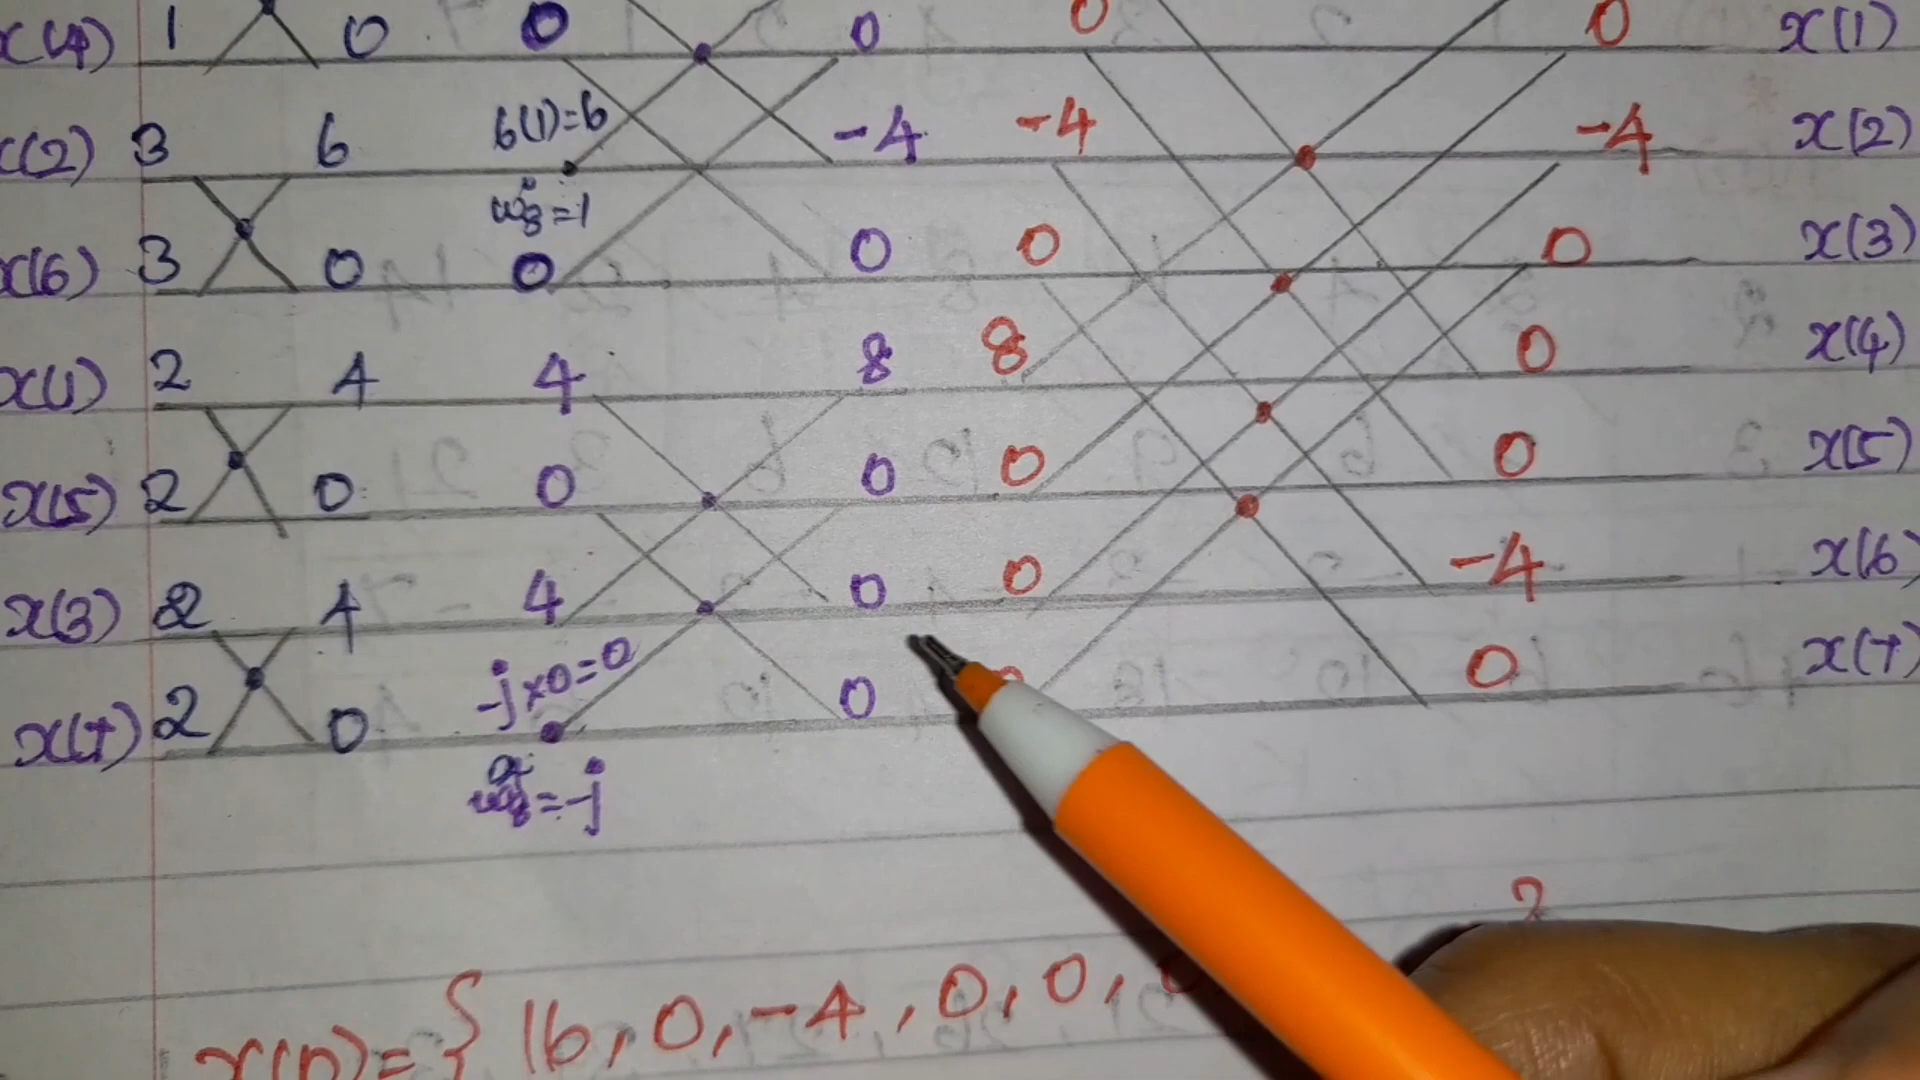 x(4) 1 0 0 0 0 0 x(1)
x(2) 3 6 6(1)=6 -4 -4 -4 x(2)
w8⁰=1
x(6) 3 0 0 0 0 0 x(3)
x(1) 2 4 4 8 8 0 x(4)
x(5) 2 0 0 0 0 0 x(5)
x(3) 2 4 4 0 0 -4 x(6)
x(7) 2 0 -j×0=0 0 0 x(7)
w8²=-j
x(n)={16,0,-4,0,0,0